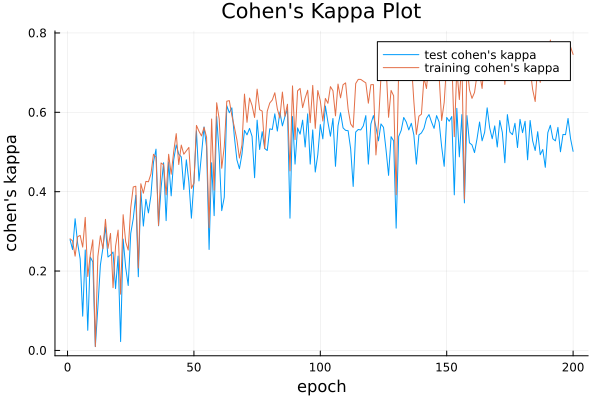 Cohen's Kappa Plot
test cohen's kappa
training cohen's kappa
cohen's kappa
0.8
0.6
0.4
0.2
0.0
0 50 100 150 200
epoch